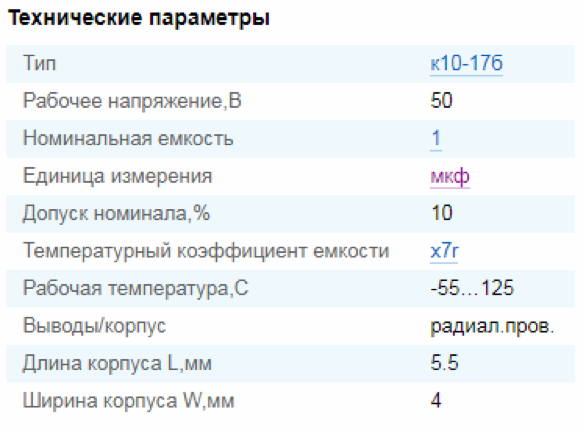 Технические параметры
Тип к10-17б
Рабочее напряжение,В 50
Номинальная емкость 1
Единица измерения мкф
Допуск номинала,% 10
Температурный коэффициент емкости x7r
Рабочая температура,С -55…125
Выводы/корпус радиал.пров.
Длина корпуса L,мм 5.5
Ширина корпуса W,мм 4